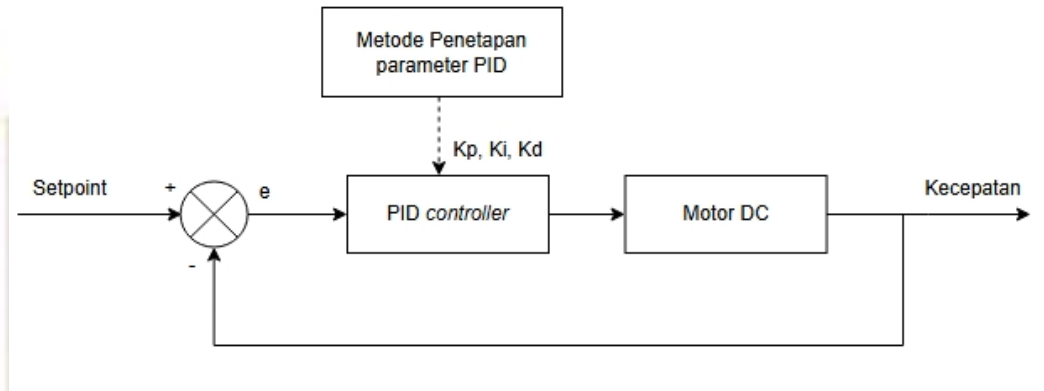 Metode Penetapan
parameter PID
Kp, Ki, Kd
Setpoint
+
e
PID controller
Motor DC
Kecepatan
-